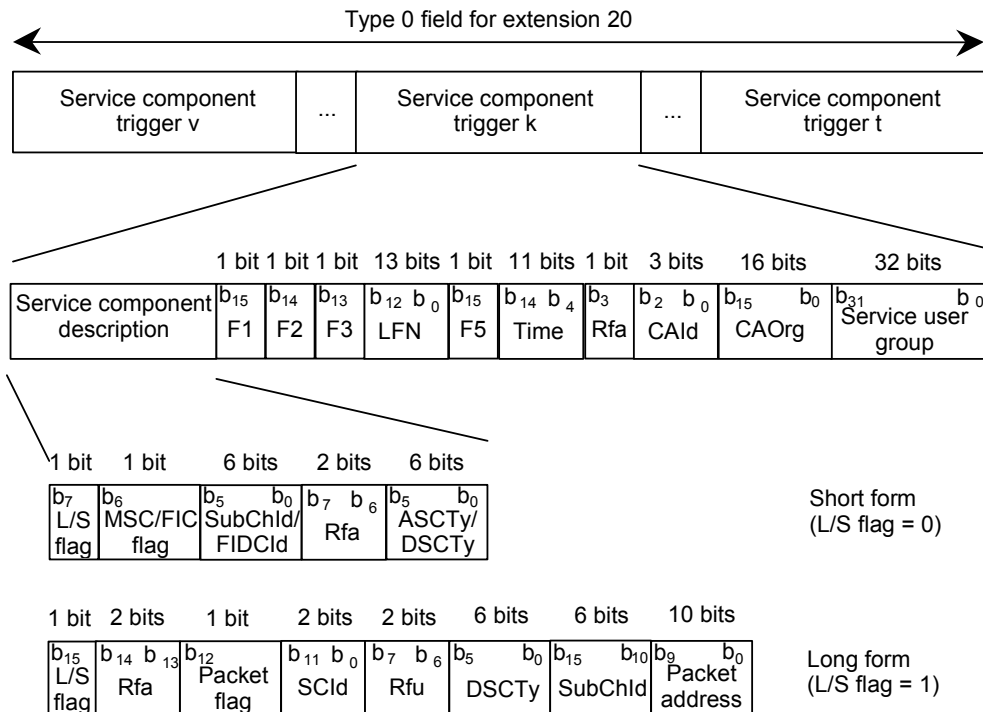 Type 0 field for extension 20
Service component trigger v ... Service component trigger k ... Service component trigger t
1 bit 1 bit 1 bit 13 bits 1 bit 11 bits 1 bit 3 bits 16 bits 32 bits
Service component description
b15 F1
b14 F2
b13 F3
b12 b0 LFN
b15 F5
b14 b4 Time
b3 Rfa
b2 b0 CAId
b15 b0 CAOrg
b31 b0 Service user group
1 bit 1 bit 6 bits 2 bits 6 bits
b7 L/S flag
b6 MSC/FIC flag
b5 b0 SubChId/ FIDCId
b7 b6 Rfa
b5 b0 ASCTy/ DSCTy
Short form
(L/S flag = 0)
1 bit 2 bits 1 bit 2 bits 2 bits 6 bits 6 bits 10 bits
b15 L/S flag
b14 b13 Rfa
b12 Packet flag
b11 b0 SCId
b7 b6 Rfu
b5 b0 DSCTy
b15 b10 SubChId
b9 b0 Packet address
Long form
(L/S flag = 1)